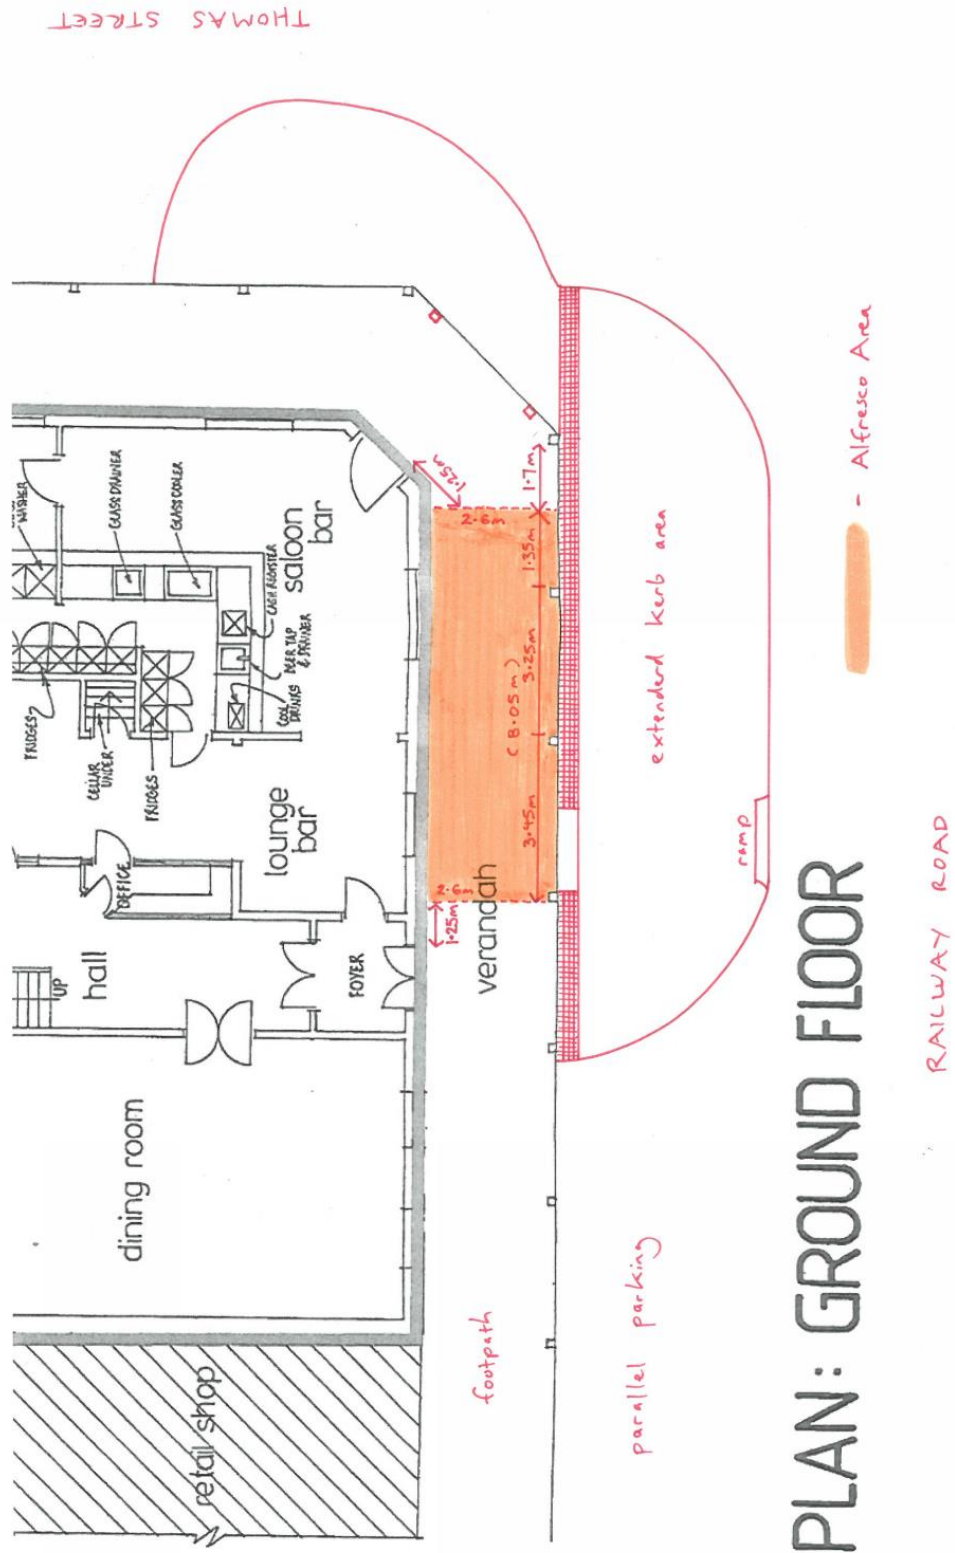 THOMAS STREET
WASHER
GLASS DRAINER
GLASS COOLER
saloon
bar
CASH REGISTER
BEER TAP
& DRAINER
COOL
DRINKS
FRIDGES
CELLAR
UNDER
FRIDGES
lounge
bar
OFFICE
UP
hall
FOYER
dining room
retail shop
1.25m
1.7m
2.6m
1.35m
3.25m
(8.05m)
3.45m
2.6m
1.25m
verandah
footpath
extenderd kerb area
ramp
parallel parking
- Alfresco Area
PLAN: GROUND FLOOR
RAILWAY ROAD